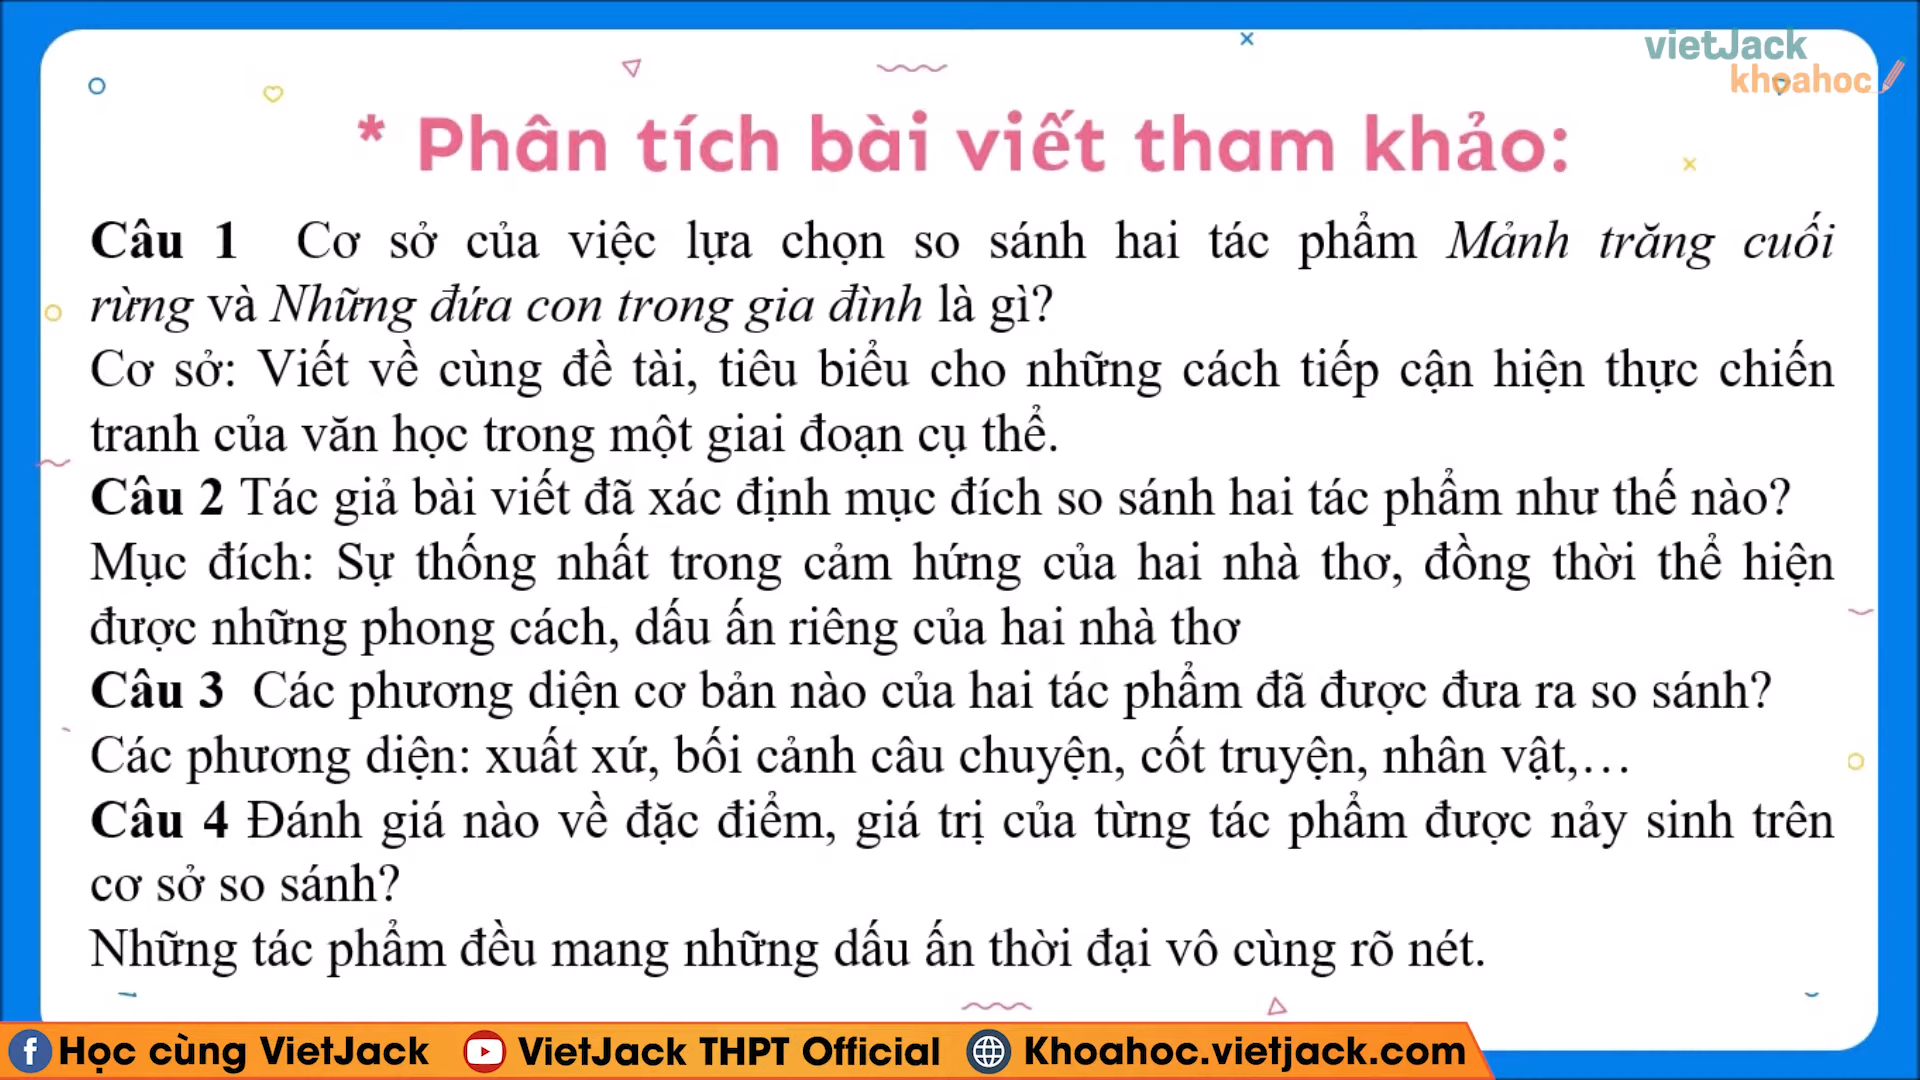 vietJack
khoahoc
* Phân tích bài viết tham khảo:
Câu 1 Cơ sở của việc lựa chọn so sánh hai tác phẩm Mảnh trăng cuối
rừng và Những đứa con trong gia đình là gì?
Cơ sở: Viết về cùng đề tài, tiêu biểu cho những cách tiếp cận hiện thực chiến
tranh của văn học trong một giai đoạn cụ thể.
Câu 2 Tác giả bài viết đã xác định mục đích so sánh hai tác phẩm như thế nào?
Mục đích: Sự thống nhất trong cảm hứng của hai nhà thơ, đồng thời thể hiện
được những phong cách, dấu ấn riêng của hai nhà thơ
Câu 3 Các phương diện cơ bản nào của hai tác phẩm đã được đưa ra so sánh?
Các phương diện: xuất xứ, bối cảnh câu chuyện, cốt truyện, nhân vật,…
Câu 4 Đánh giá nào về đặc điểm, giá trị của từng tác phẩm được nảy sinh trên
cơ sở so sánh?
Những tác phẩm đều mang những dấu ấn thời đại vô cùng rõ nét.
Học cùng VietJack VietJack THPT Official Khoahoc.vietjack.com